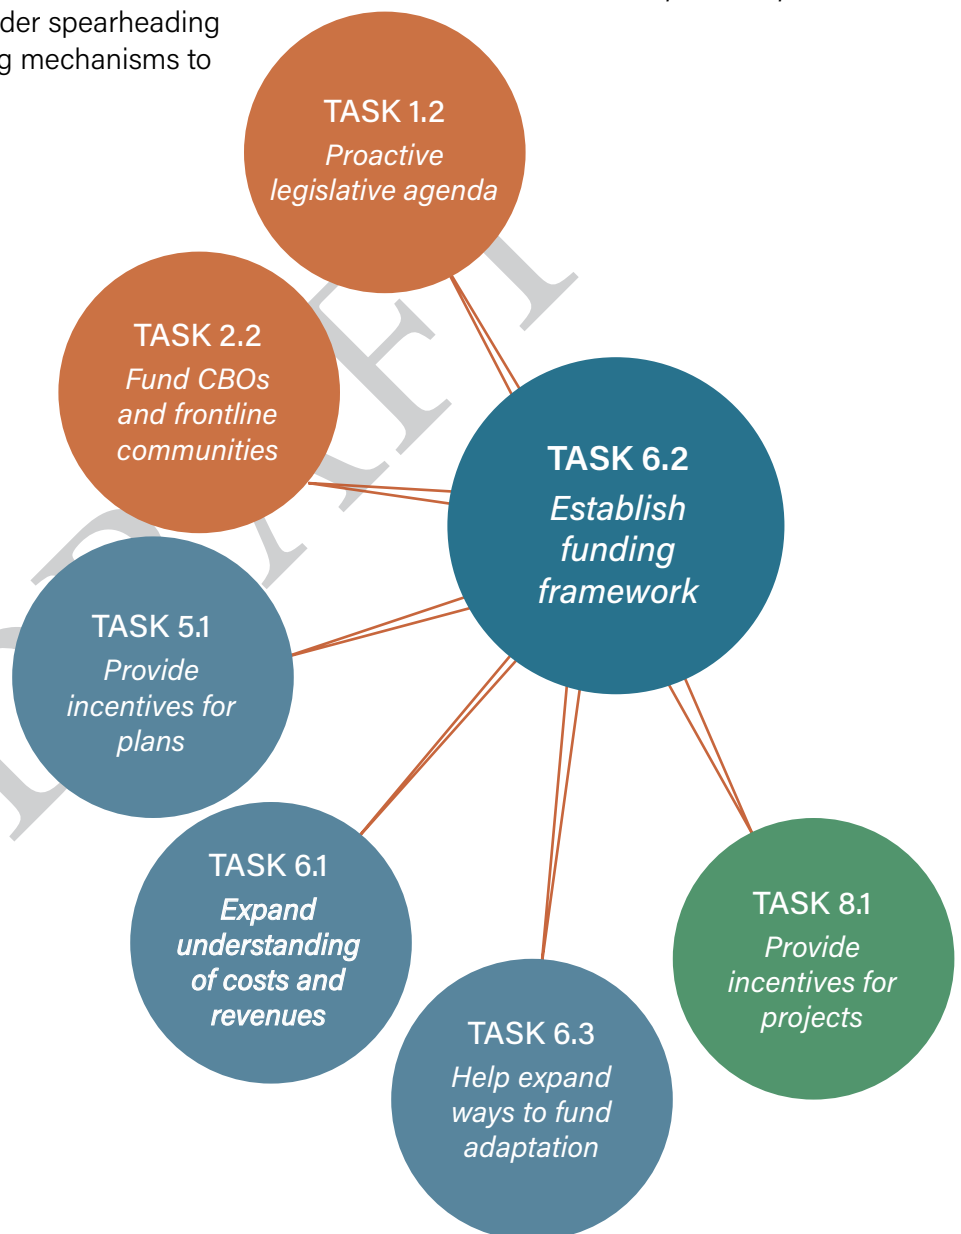 der spearheading
g mechanisms to
TASK 1.2
Proactive
legislative agenda
TASK 2.2
Fund CBOs
and frontline
communities
TASK 6.2
Establish
funding
framework
TASK 5.1
Provide
incentives for
plans
TASK 6.1
Expand
understanding
of costs and
revenues
TASK 8.1
Provide
incentives for
projects
TASK 6.3
Help expand
ways to fund
adaptation
DRAFT